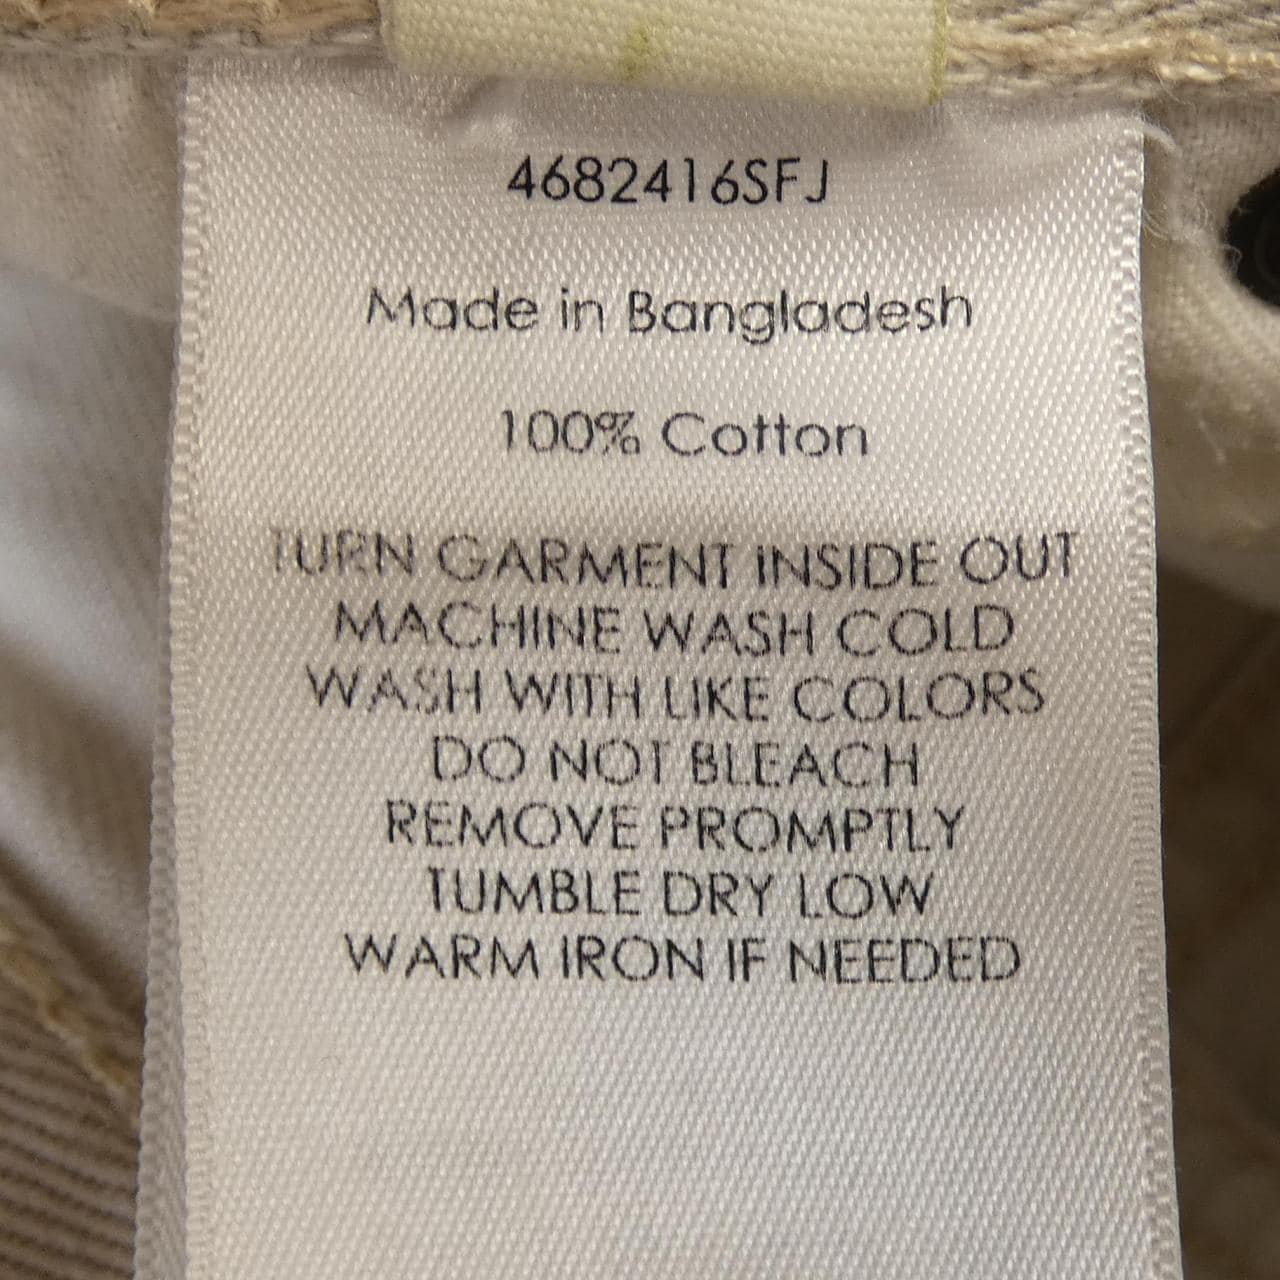 4682416SFJ
Made in Bangladesh
100% Cotton
TURN GARMENT INSIDE OUT
MACHINE WASH COLD
WASH WITH LIKE COLORS
DO NOT BLEACH
REMOVE PROMPTLY
TUMBLE DRY LOW
WARM IRON IF NEEDED